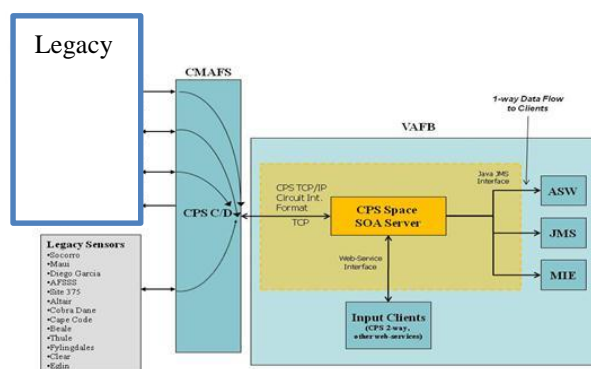 Legacy
CMAFS
CPS C/D
Legacy Sensors
•Socorro
•Maui
•Diego Garcia
•AFSSS
•Site 375
•Altair
•Cobra Dane
•Cape Code
•Beale
•Thule
•Fylingdales
•Clear
•Eglin
1-way Data Flow
to Clients
VAFB
CPS TCP/IP
Circuit Int.
Format
TCP
CPS Space
SOA Server
Java JMS
Interface
ASW
JMS
MIE
Web-Service
Interface
Input Clients
(CPS 2-way,
other web-services)